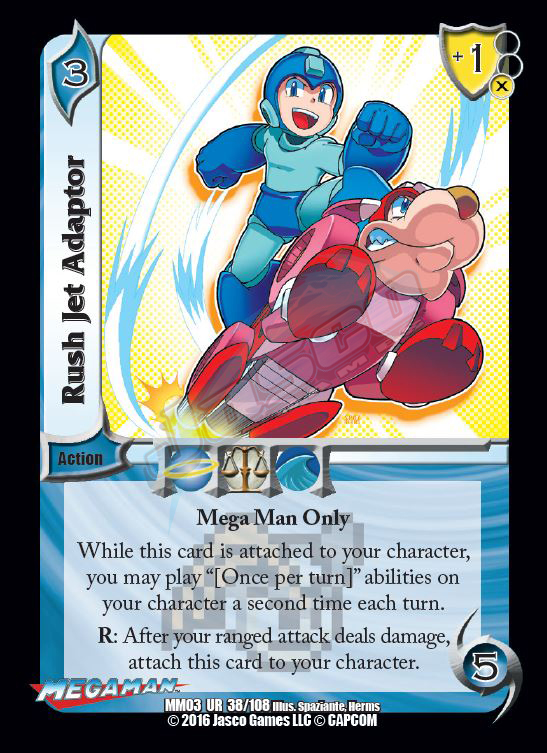 3
+1
X
Rush Jet Adaptor
Action
Mega Man Only
While this card is attached to your character,
you may play “[Once per turn]” abilities on
your character a second time each turn.
R: After your ranged attack deals damage,
attach this card to your character.
5
MEGAMAN™
MM03 UR 38/108 Illus. Spaziante, Herms
© 2016 Jasco Games LLC © CAPCOM